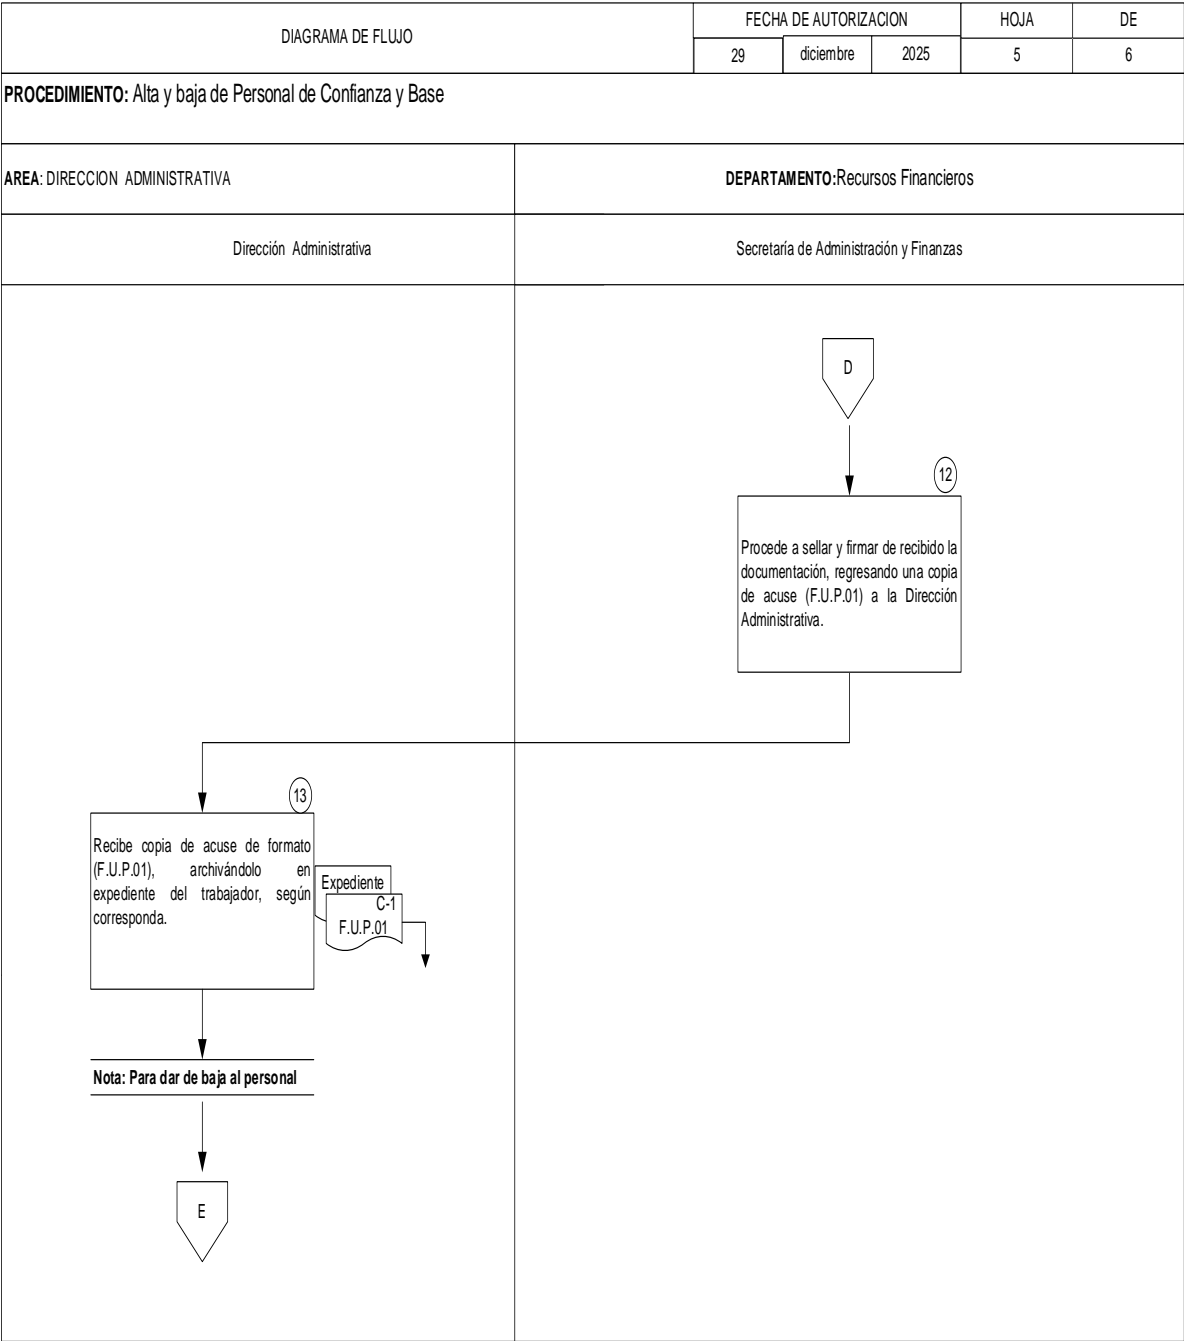 DIAGRAMA DE FLUJO
FECHA DE AUTORIZACION
HOJA
DE
29
diciembre
2025
5
6
PROCEDIMIENTO: Alta y baja de Personal de Confianza y Base
AREA: DIRECCION ADMINISTRATIVA
DEPARTAMENTO:Recursos Financieros
Dirección Administrativa
Secretaría de Administración y Finanzas
D
12
Procede a sellar y firmar de recibido la
documentación, regresando una copia
de acuse (F.U.P.01) a la Dirección
Administrativa.
13
Recibe copia de acuse de formato
(F.U.P.01), archivándolo en
expediente del trabajador, según
corresponda.
Expediente
C-1
F.U.P.01
Nota: Para dar de baja al personal
E